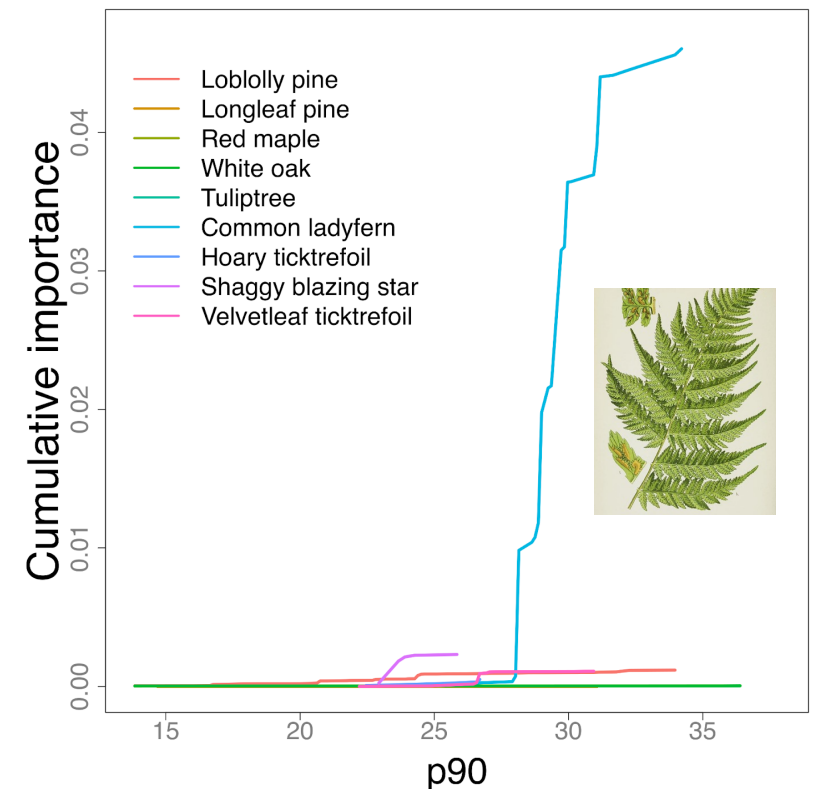 Loblolly pine
Longleaf pine
Red maple
White oak
Tuliptree
Common ladyfern
Hoary ticktrefoil
Shaggy blazing star
Velvetleaf ticktrefoil
Cumulative importance
0.04
0.03
0.02
0.01
0.00
15 20 25 30 35
p90